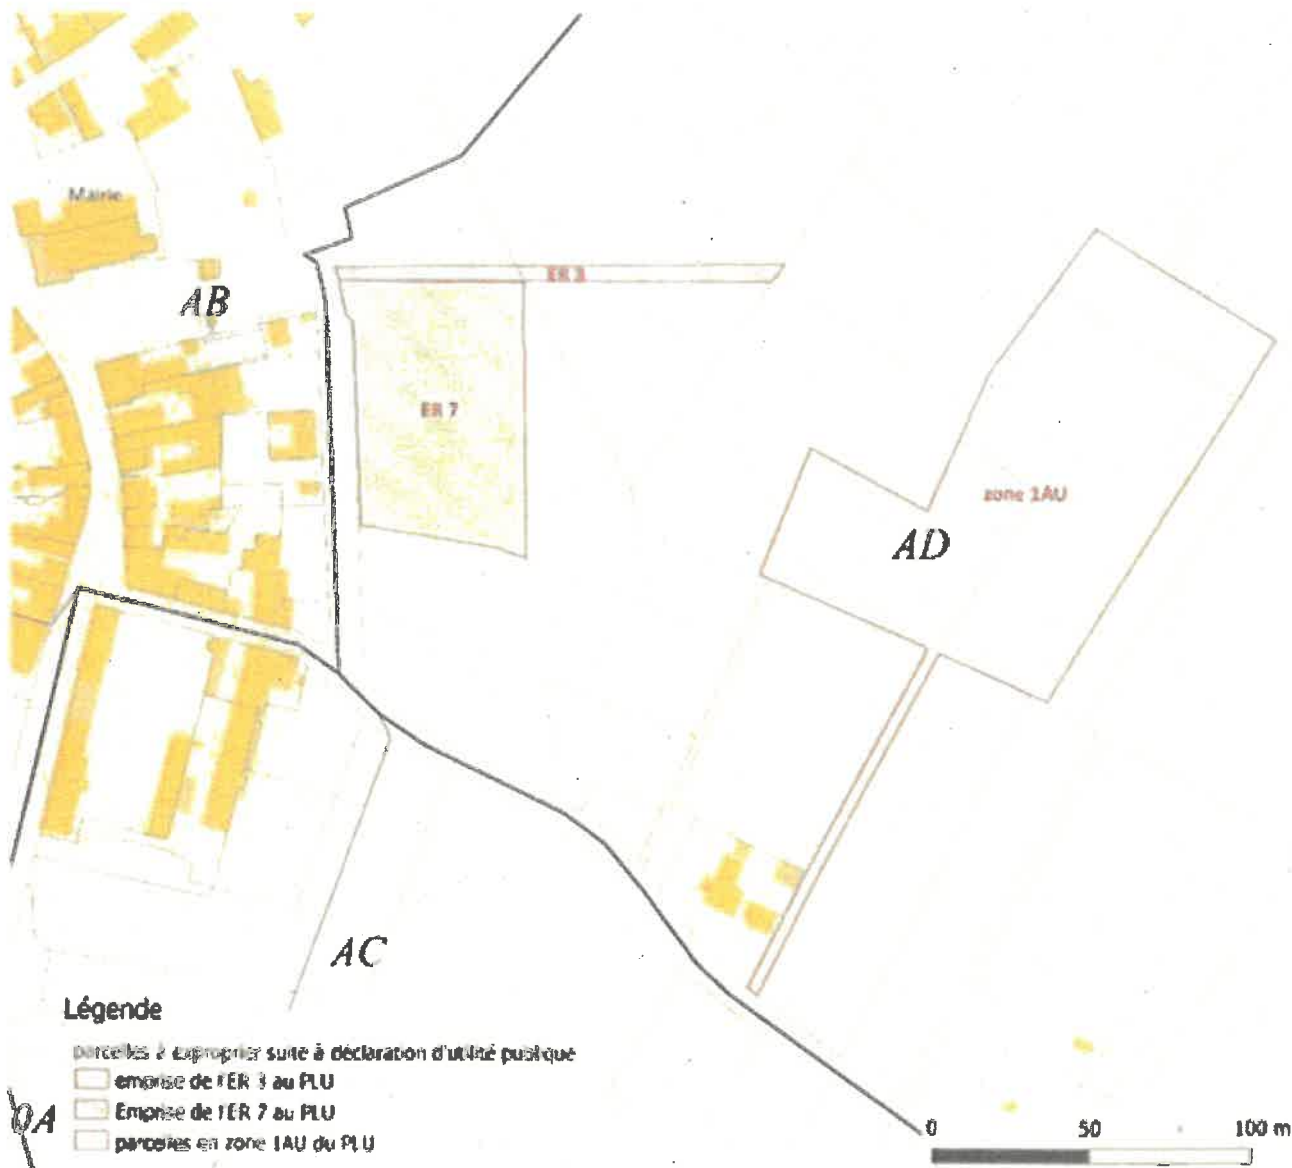 Mairie
AB
ER 3
ER 7
zone 1AU
AD
AC
Légende
parcelles à exproprier suite à déclaration d'utilité publique
emprise de l'ER 3 au PLU
Emprise de l'ER 7 au PLU
parcelles en zone 1AU du PLU
0A
0 50 100 m